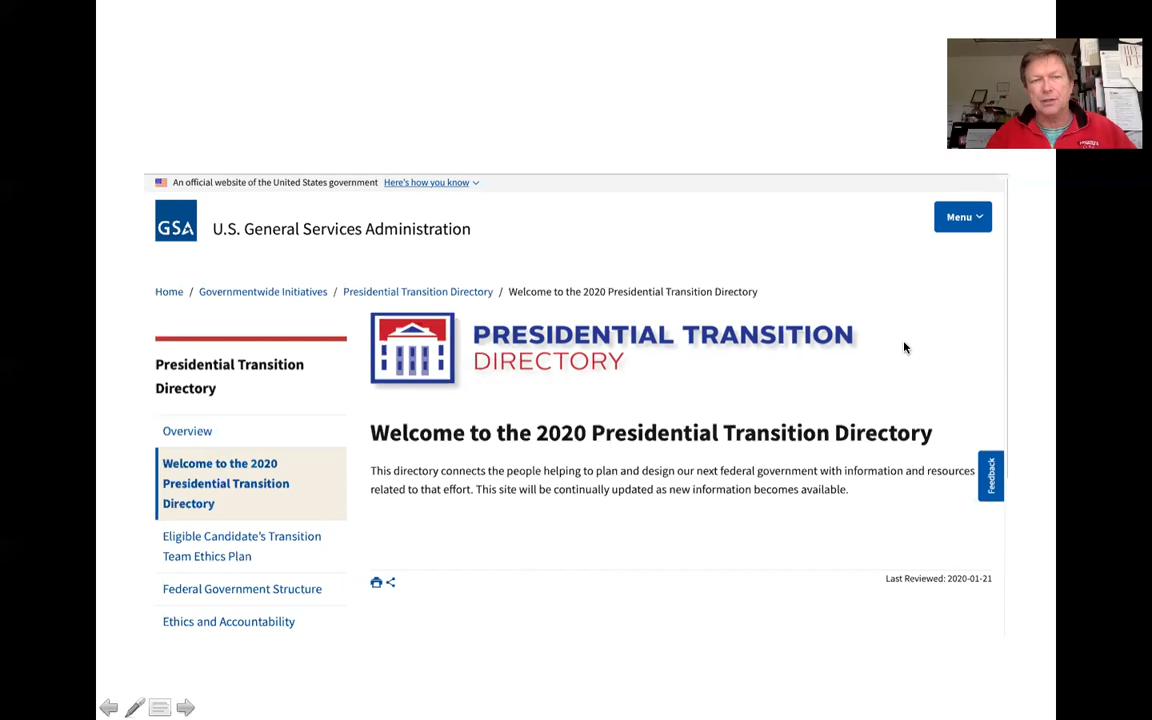 An official website of the United States government Here's how you know
GSA
U.S. General Services Administration
Menu
Home / Governmentwide Initiatives / Presidential Transition Directory / Welcome to the 2020 Presidential Transition Directory
Presidential Transition
Directory
Overview
Welcome to the 2020
Presidential Transition
Directory
Eligible Candidate's Transition
Team Ethics Plan
Federal Government Structure
Ethics and Accountability
PRESIDENTIAL TRANSITION
DIRECTORY
Welcome to the 2020 Presidential Transition Directory
This directory connects the people helping to plan and design our next federal government with information and resources
related to that effort. This site will be continually updated as new information becomes available.
Feedback
Last Reviewed: 2020-01-21